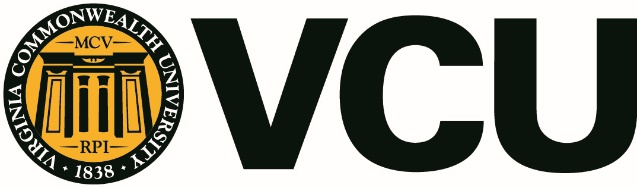 VIRGINIA COMMONWEALTH UNIVERSITY
MCV
RPI
· 1838 ·
VCU